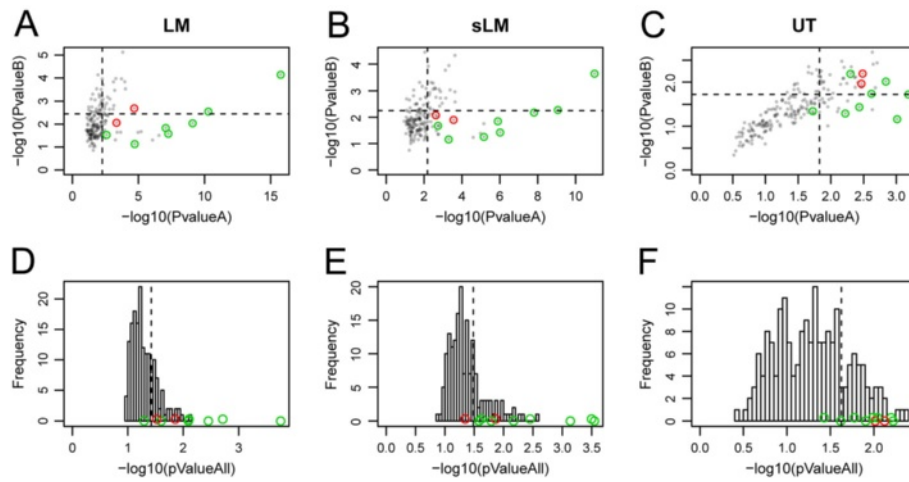 A LM
B sLM
C UT
−log10(PvalueB)
5
4
3
2
1
0
0 5 10 15
−log10(PvalueA)
−log10(PvalueB)
5
4
3
2
1
0
0 2 4 6 8 10
−log10(PvalueA)
−log10(PvalueB)
2.0
1.0
0.0
0.0 0.5 1.0 1.5 2.0 2.5 3.0
−log10(PvalueA)
D
E
F
Frequency
20
15
10
5
0
0 1 2 3
−log10(pValueAll)
Frequency
20
15
10
5
0
0.0 0.5 1.0 1.5 2.0 2.5 3.0 3.5
−log10(pValueAll)
Frequency
10
8
6
4
2
0
0.0 0.5 1.0 1.5 2.0
−log10(pValueAll)